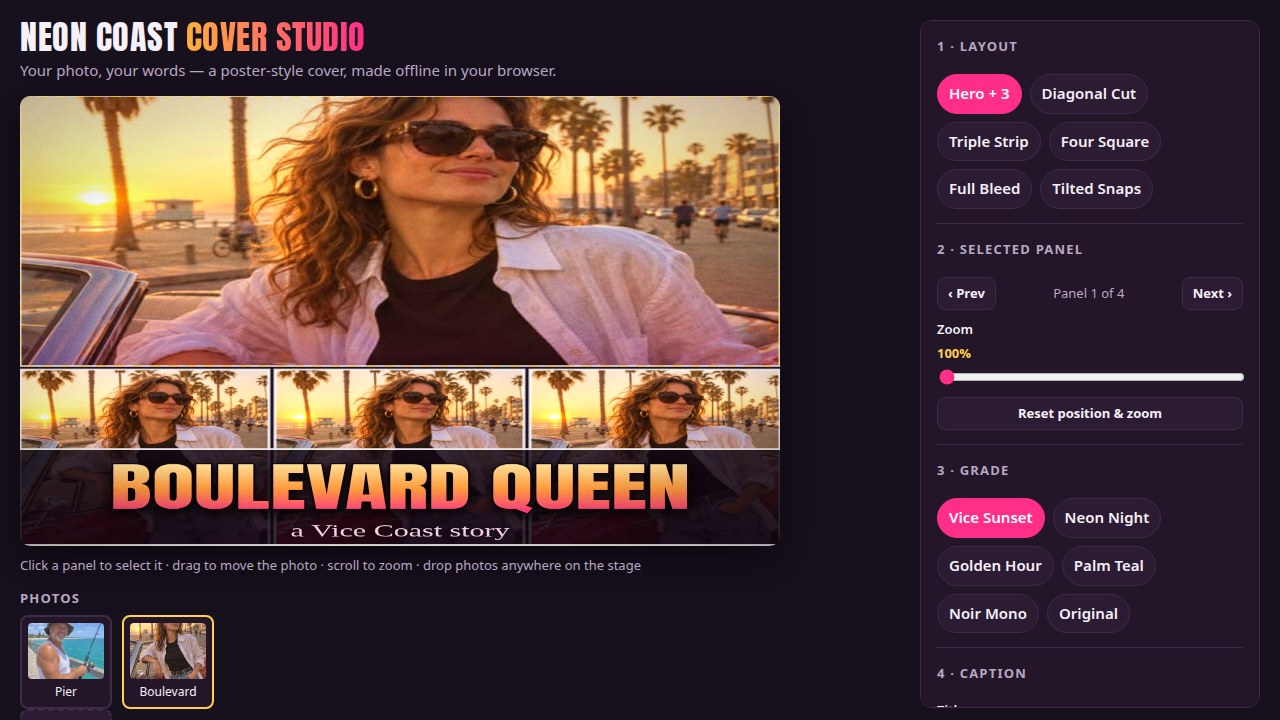 NEON COAST COVER STUDIO
Your photo, your words — a poster-style cover, made offline in your browser.
BOULEVARD QUEEN
a Vice Coast story
Click a panel to select it · drag to move the photo · scroll to zoom · drop photos anywhere on the stage
PHOTOS
Pier
Boulevard
1 · LAYOUT
Hero + 3
Diagonal Cut
Triple Strip
Four Square
Full Bleed
Tilted Snaps
2 · SELECTED PANEL
‹ Prev
Panel 1 of 4
Next ›
Zoom
100%
Reset position & zoom
3 · GRADE
Vice Sunset
Neon Night
Golden Hour
Palm Teal
Noir Mono
Original
4 · CAPTION